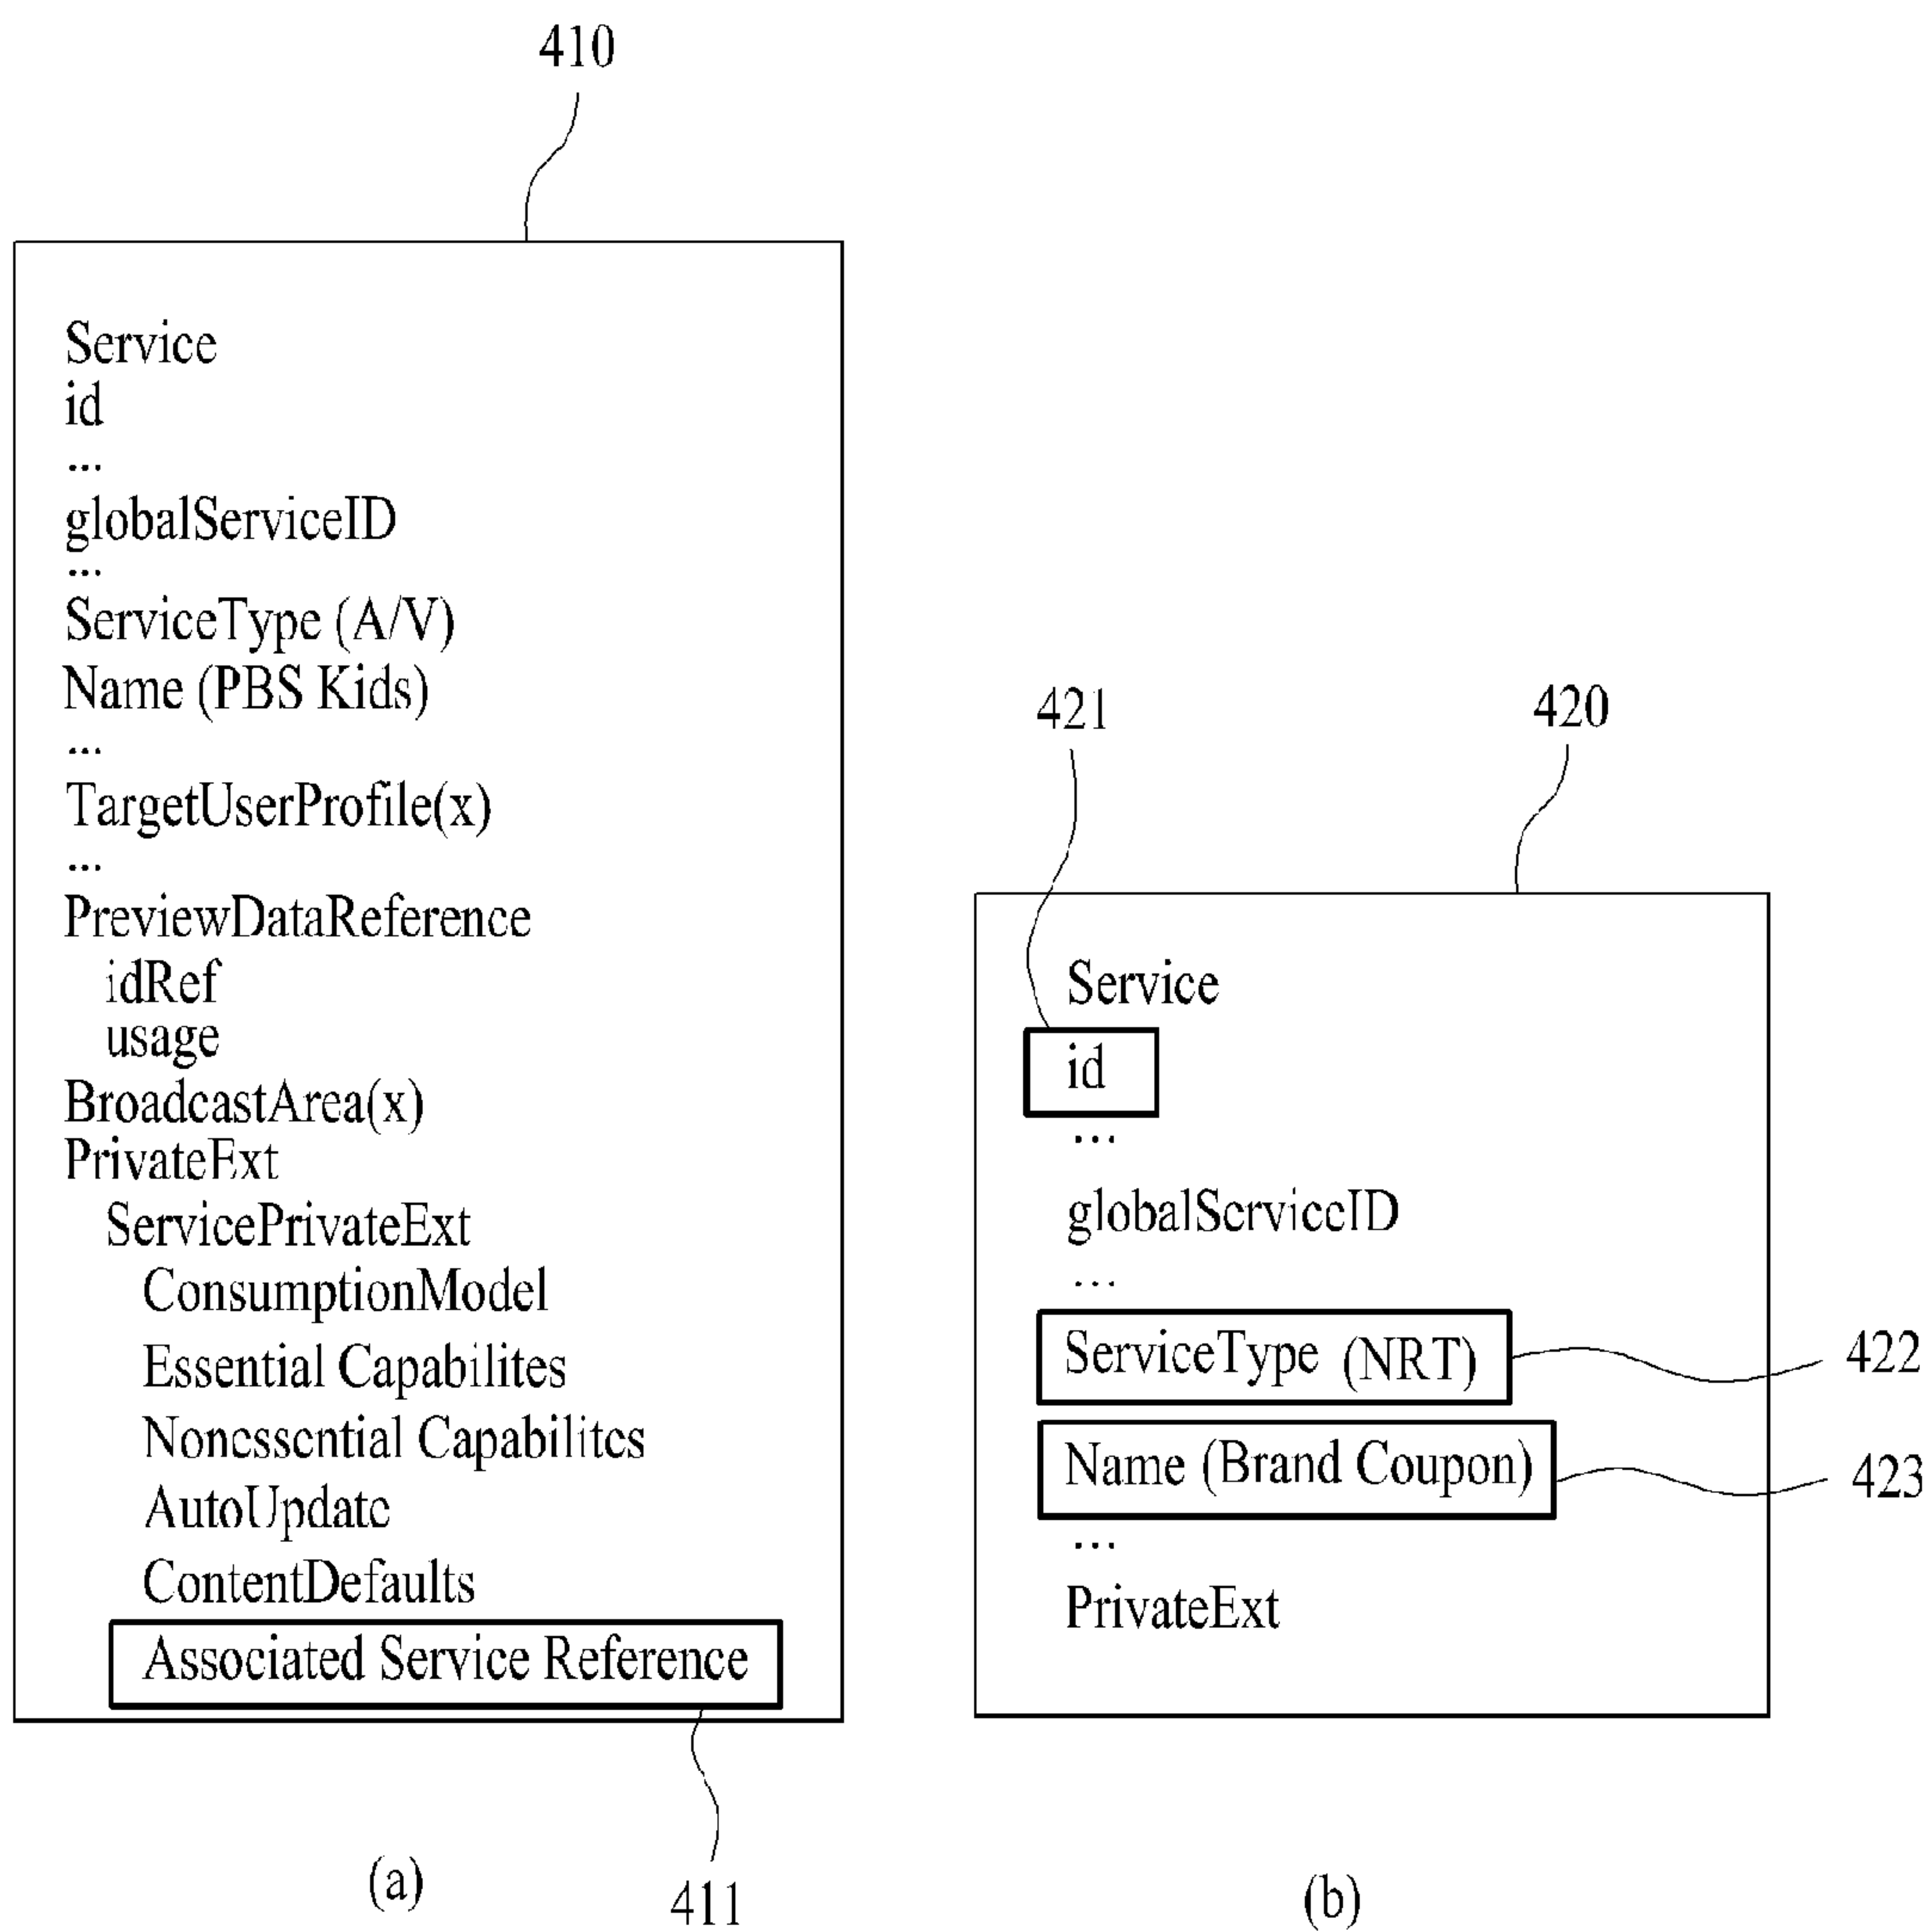 410
Service
id
...
globalServiceID
...
ServiceType (A/V)
Name (PBS Kids)
...
TargetUserProfile(x)
...
PreviewDataReference
idRef
usage
BroadcastArea(x)
PrivateExt
ServicePrivateExt
ConsumptionModel
Essential Capabilites
Nonessential Capabilites
AutoUpdate
ContentDefaults
Associated Service Reference
(a)
411
421
420
Service
id
...
globalServiceID
...
ServiceType (NRT)
422
Name (Brand Coupon)
423
...
PrivateExt
(b)